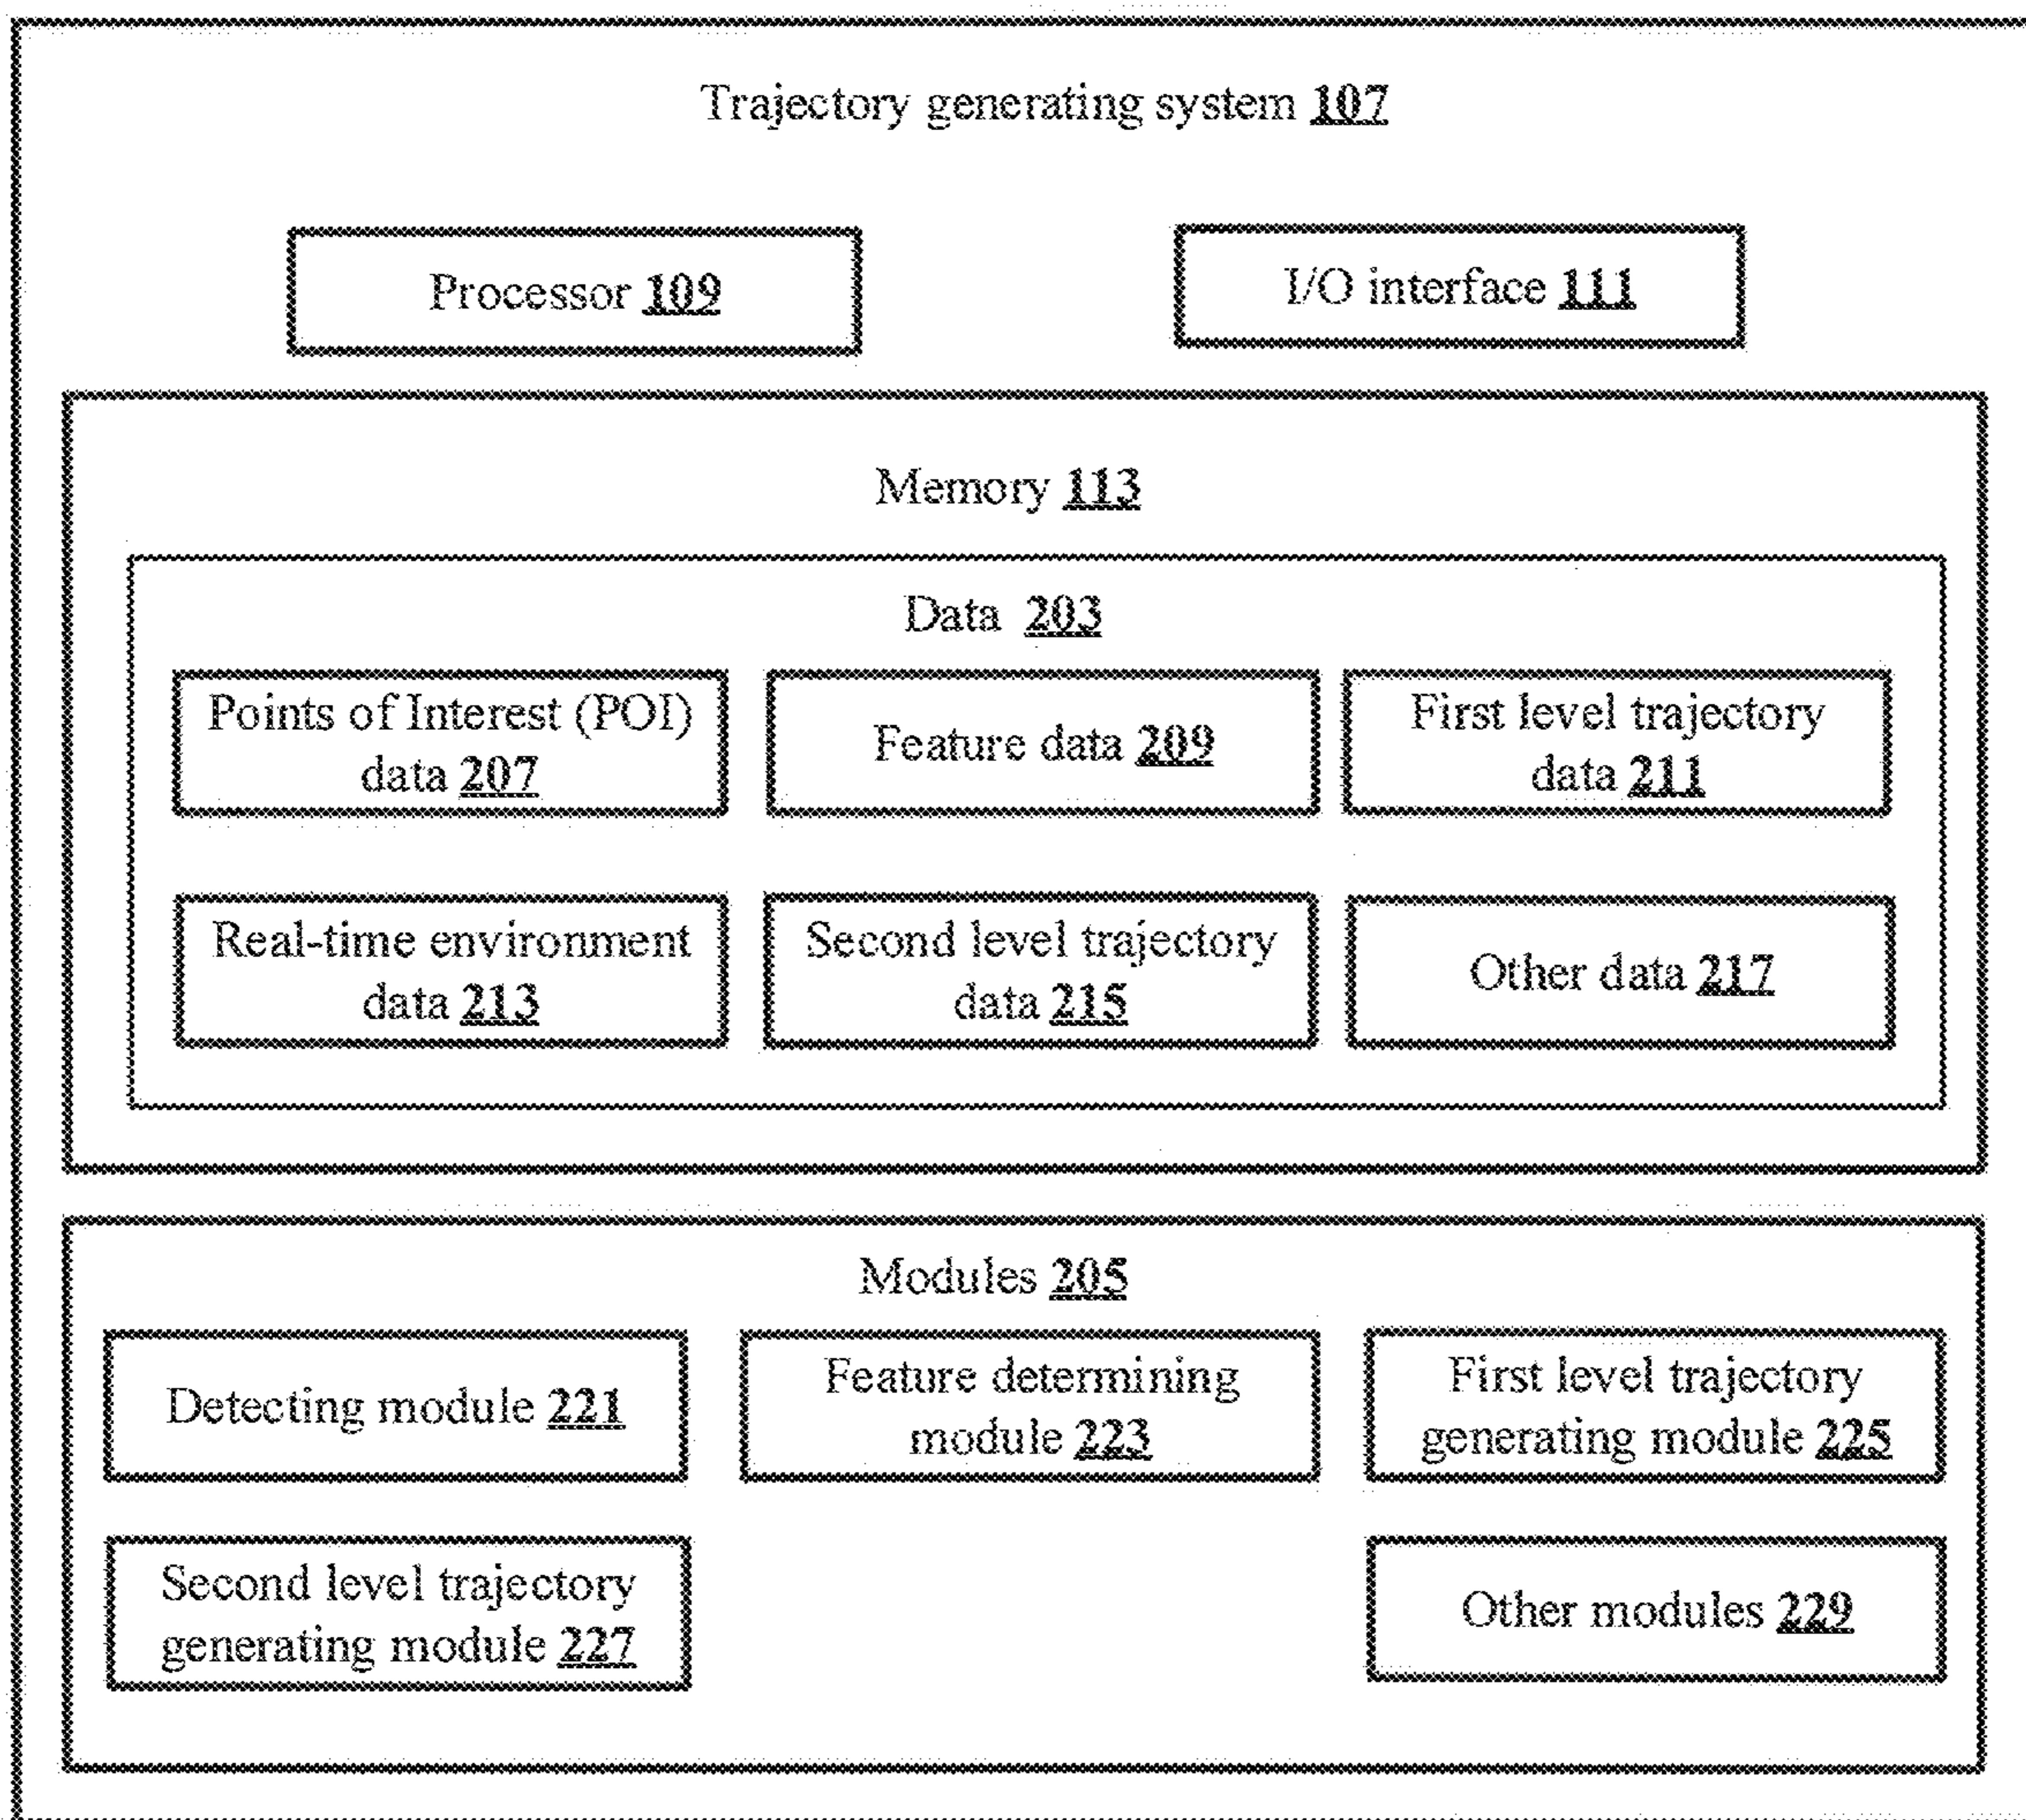 Trajectory generating system 107
Processor 109
I/O interface 111
Memory 113
Data 203
Points of Interest (POI)
data 207
Feature data 209
First level trajectory
data 211
Real-time environment
data 213
Second level trajectory
data 215
Other data 217
Modules 205
Detecting module 221
Feature determining
module 223
First level trajectory
generating module 225
Second level trajectory
generating module 227
Other modules 229